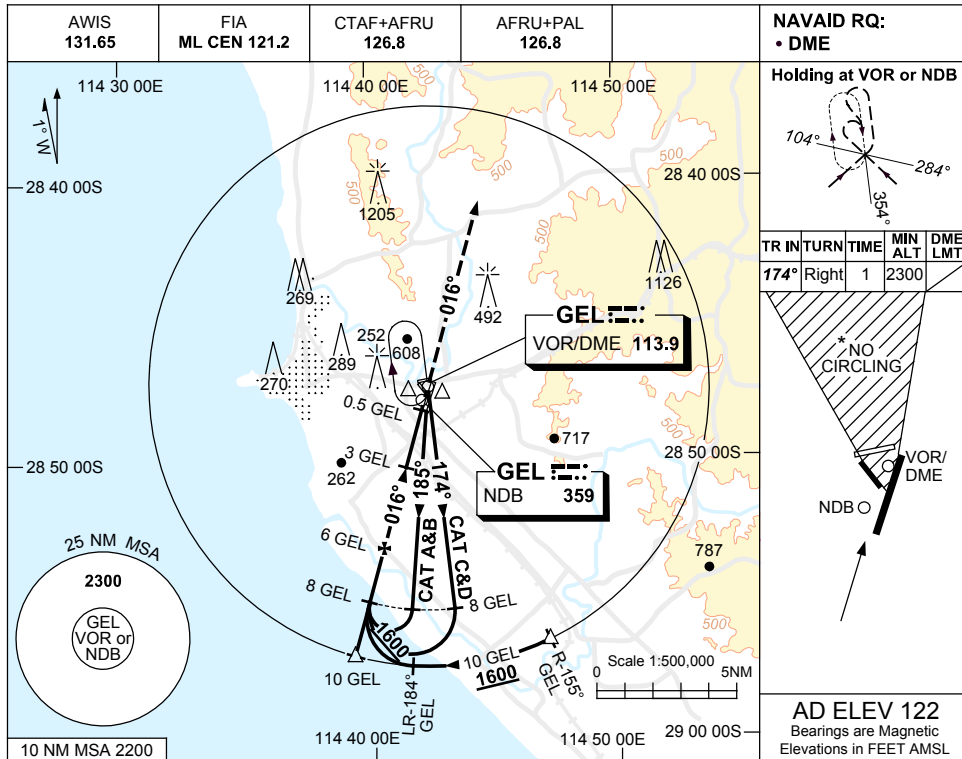 AWIS
131.65
FIA
ML CEN 121.2
CTAF+AFRU
126.8
AFRU+PAL
126.8
NAVAID RQ:
• DME
114 30 00E
114 40 00E
114 50 00E
1° W
28 40 00S
28 40 00S
500
500
500
500
500
1205
016°
269
492
1126
252
608
289
270
GEL
VOR/DME 113.9
0.5 GEL
717
28 50 00S
28 50 00S
3 GEL
262
185°
174°
GEL
NDB 359
016°
CAT A&B
CAT C&D
6 GEL
787
25 NM MSA
2300
GEL
VOR or
NDB
8 GEL
8 GEL
500
1600
10 GEL
10 GEL
1600
LR-184°
GEL
R-155°
GEL
Scale 1:500,000
0
5NM
10 NM MSA 2200
114 40 00E
114 50 00E
29 00 00S
Holding at VOR or NDB
104°
284°
354°
TR IN TURN TIME MIN ALT DME LMT
174° Right 1 2300
*NO
CIRCLING
VOR/
DME
NDB
AD ELEV 122
Bearings are Magnetic
Elevations in FEET AMSL